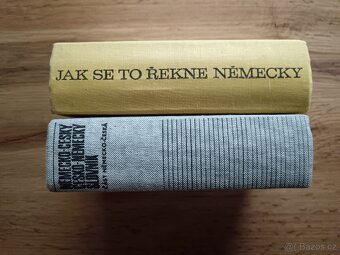 JAK SE TO ŘEKNE NĚMECKY
NĚMECKO-ČESKÝ
ČESKO-NĚMECKÝ
SLOVNÍK
ČÁST NĚMECKO-ČESKÁ
© Bazos.cz